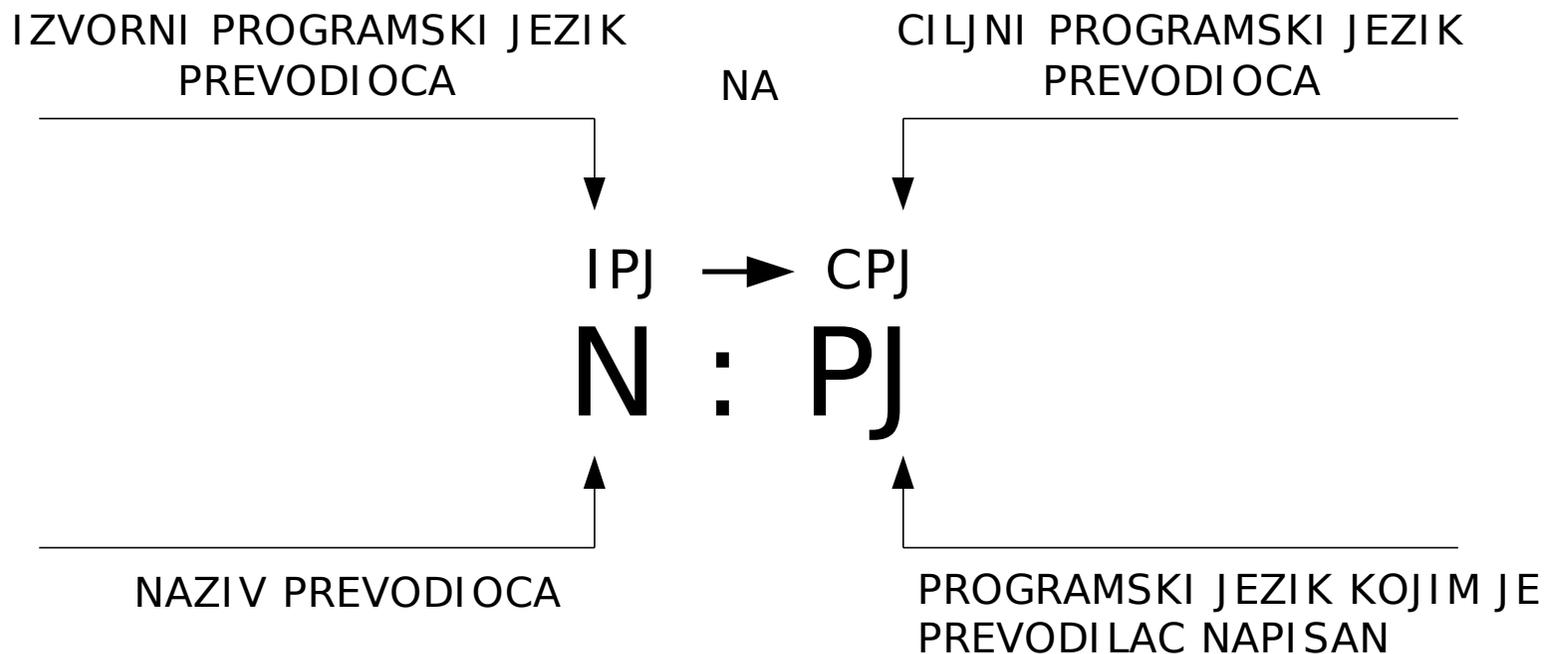 IZVORNI PROGRAMSKI JEZIK
PREVODIOCA
NA
CILJNI PROGRAMSKI JEZIK
PREVODIOCA
IPJ → CPJ
N : PJ
NAZIV PREVODIOCA
PROGRAMSKI JEZIK KOJIM JE
PREVODILAC NAPISAN